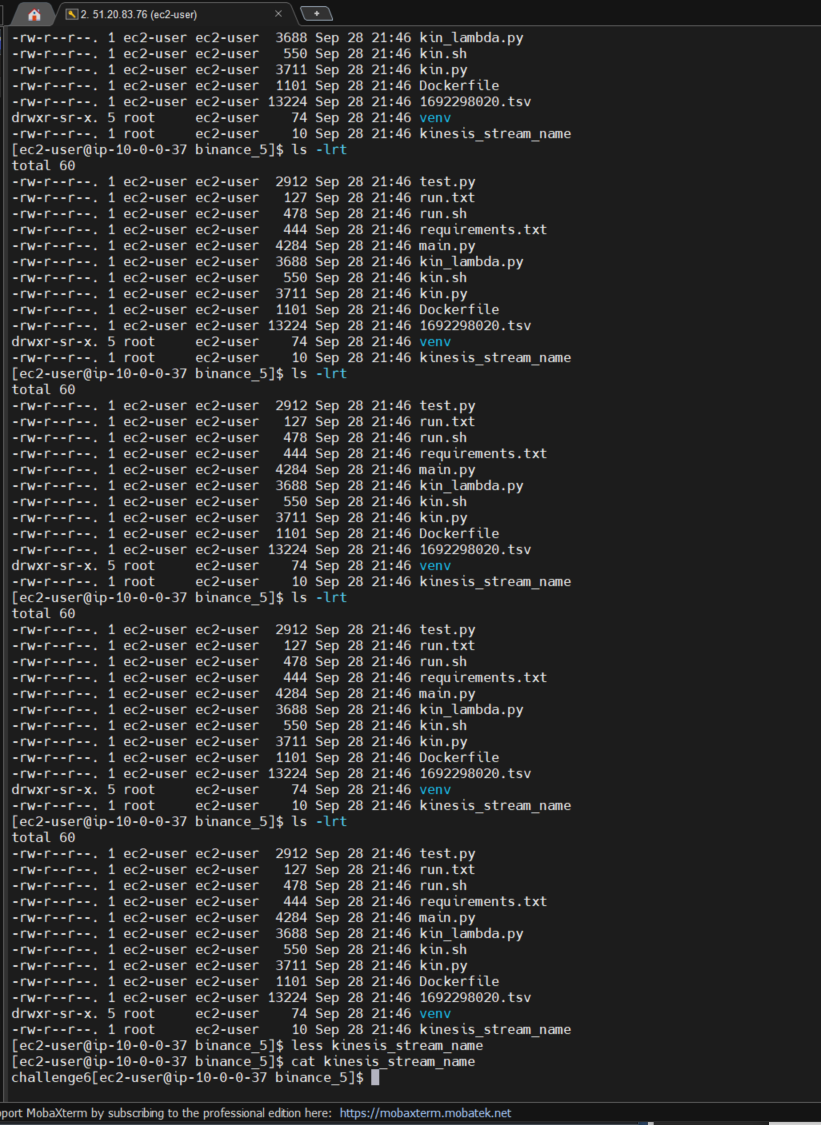 2. 51.20.83.76 (ec2-user)
-rw-r--r--. 1 ec2-user ec2-user  3688 Sep 28 21:46 kin_lambda.py
-rw-r--r--. 1 ec2-user ec2-user   550 Sep 28 21:46 kin.sh
-rw-r--r--. 1 ec2-user ec2-user  3711 Sep 28 21:46 kin.py
-rw-r--r--. 1 ec2-user ec2-user  1101 Sep 28 21:46 Dockerfile
-rw-r--r--. 1 ec2-user ec2-user 13224 Sep 28 21:46 1692298020.tsv
drwxr-sr-x. 5 root     ec2-user    74 Sep 28 21:46 venv
-rw-r--r--. 1 root     ec2-user    10 Sep 28 21:46 kinesis_stream_name
[ec2-user@ip-10-0-0-37 binance_5]$ ls -lrt
total 60
-rw-r--r--. 1 ec2-user ec2-user  2912 Sep 28 21:46 test.py
-rw-r--r--. 1 ec2-user ec2-user   127 Sep 28 21:46 run.txt
-rw-r--r--. 1 ec2-user ec2-user   478 Sep 28 21:46 run.sh
-rw-r--r--. 1 ec2-user ec2-user   444 Sep 28 21:46 requirements.txt
-rw-r--r--. 1 ec2-user ec2-user  4284 Sep 28 21:46 main.py
-rw-r--r--. 1 ec2-user ec2-user  3688 Sep 28 21:46 kin_lambda.py
-rw-r--r--. 1 ec2-user ec2-user   550 Sep 28 21:46 kin.sh
-rw-r--r--. 1 ec2-user ec2-user  3711 Sep 28 21:46 kin.py
-rw-r--r--. 1 ec2-user ec2-user  1101 Sep 28 21:46 Dockerfile
-rw-r--r--. 1 ec2-user ec2-user 13224 Sep 28 21:46 1692298020.tsv
drwxr-sr-x. 5 root     ec2-user    74 Sep 28 21:46 venv
-rw-r--r--. 1 root     ec2-user    10 Sep 28 21:46 kinesis_stream_name
[ec2-user@ip-10-0-0-37 binance_5]$ ls -lrt
total 60
-rw-r--r--. 1 ec2-user ec2-user  2912 Sep 28 21:46 test.py
-rw-r--r--. 1 ec2-user ec2-user   127 Sep 28 21:46 run.txt
-rw-r--r--. 1 ec2-user ec2-user   478 Sep 28 21:46 run.sh
-rw-r--r--. 1 ec2-user ec2-user   444 Sep 28 21:46 requirements.txt
-rw-r--r--. 1 ec2-user ec2-user  4284 Sep 28 21:46 main.py
-rw-r--r--. 1 ec2-user ec2-user  3688 Sep 28 21:46 kin_lambda.py
-rw-r--r--. 1 ec2-user ec2-user   550 Sep 28 21:46 kin.sh
-rw-r--r--. 1 ec2-user ec2-user  3711 Sep 28 21:46 kin.py
-rw-r--r--. 1 ec2-user ec2-user  1101 Sep 28 21:46 Dockerfile
-rw-r--r--. 1 ec2-user ec2-user 13224 Sep 28 21:46 1692298020.tsv
drwxr-sr-x. 5 root     ec2-user    74 Sep 28 21:46 venv
-rw-r--r--. 1 root     ec2-user    10 Sep 28 21:46 kinesis_stream_name
[ec2-user@ip-10-0-0-37 binance_5]$ ls -lrt
total 60
-rw-r--r--. 1 ec2-user ec2-user  2912 Sep 28 21:46 test.py
-rw-r--r--. 1 ec2-user ec2-user   127 Sep 28 21:46 run.txt
-rw-r--r--. 1 ec2-user ec2-user   478 Sep 28 21:46 run.sh
-rw-r--r--. 1 ec2-user ec2-user   444 Sep 28 21:46 requirements.txt
-rw-r--r--. 1 ec2-user ec2-user  4284 Sep 28 21:46 main.py
-rw-r--r--. 1 ec2-user ec2-user  3688 Sep 28 21:46 kin_lambda.py
-rw-r--r--. 1 ec2-user ec2-user   550 Sep 28 21:46 kin.sh
-rw-r--r--. 1 ec2-user ec2-user  3711 Sep 28 21:46 kin.py
-rw-r--r--. 1 ec2-user ec2-user  1101 Sep 28 21:46 Dockerfile
-rw-r--r--. 1 ec2-user ec2-user 13224 Sep 28 21:46 1692298020.tsv
drwxr-sr-x. 5 root     ec2-user    74 Sep 28 21:46 venv
-rw-r--r--. 1 root     ec2-user    10 Sep 28 21:46 kinesis_stream_name
[ec2-user@ip-10-0-0-37 binance_5]$ ls -lrt
total 60
-rw-r--r--. 1 ec2-user ec2-user  2912 Sep 28 21:46 test.py
-rw-r--r--. 1 ec2-user ec2-user   127 Sep 28 21:46 run.txt
-rw-r--r--. 1 ec2-user ec2-user   478 Sep 28 21:46 run.sh
-rw-r--r--. 1 ec2-user ec2-user   444 Sep 28 21:46 requirements.txt
-rw-r--r--. 1 ec2-user ec2-user  4284 Sep 28 21:46 main.py
-rw-r--r--. 1 ec2-user ec2-user  3688 Sep 28 21:46 kin_lambda.py
-rw-r--r--. 1 ec2-user ec2-user   550 Sep 28 21:46 kin.sh
-rw-r--r--. 1 ec2-user ec2-user  3711 Sep 28 21:46 kin.py
-rw-r--r--. 1 ec2-user ec2-user  1101 Sep 28 21:46 Dockerfile
-rw-r--r--. 1 ec2-user ec2-user 13224 Sep 28 21:46 1692298020.tsv
drwxr-sr-x. 5 root     ec2-user    74 Sep 28 21:46 venv
-rw-r--r--. 1 root     ec2-user    10 Sep 28 21:46 kinesis_stream_name
[ec2-user@ip-10-0-0-37 binance_5]$ less kinesis_stream_name
[ec2-user@ip-10-0-0-37 binance_5]$ cat kinesis_stream_name
challenge6[ec2-user@ip-10-0-0-37 binance_5]$
port MobaXterm by subscribing to the professional edition here: https://mobaxterm.mobatek.net